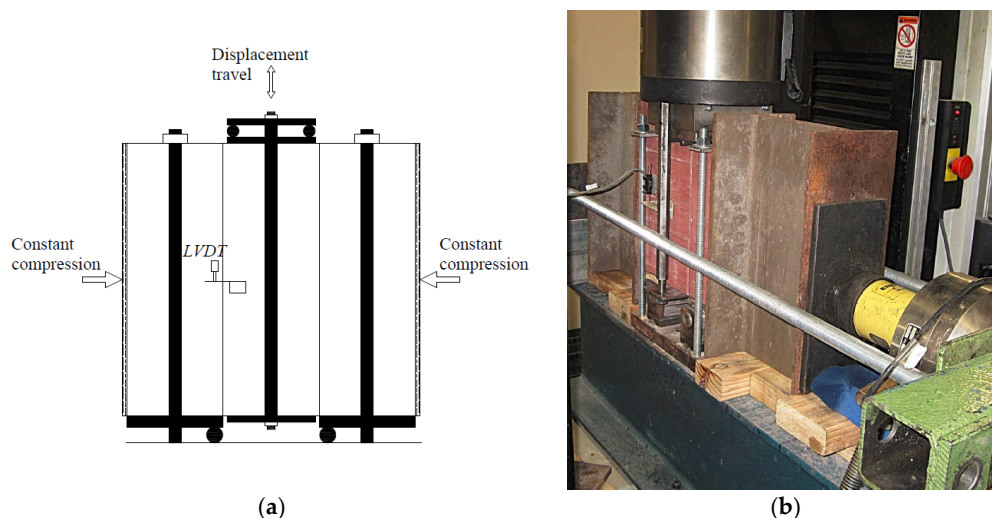 Displacement
travel
Constant
compression
LVDT
Constant
compression
(a)
(b)